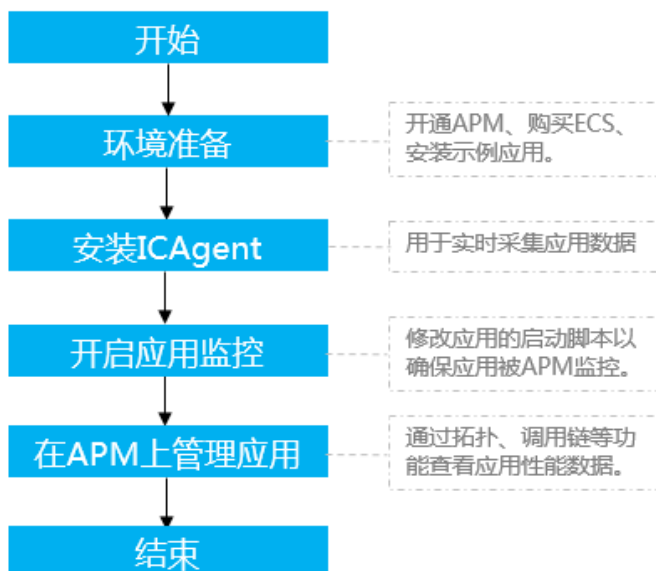 开始
环境准备
开通APM、购买ECS、
安装示例应用。
安装ICAgent
用于实时采集应用数据
开启应用监控
修改应用的启动脚本以
确保应用被APM监控。
在APM上管理应用
通过拓扑、调用链等功
能查看应用性能数据。
结束